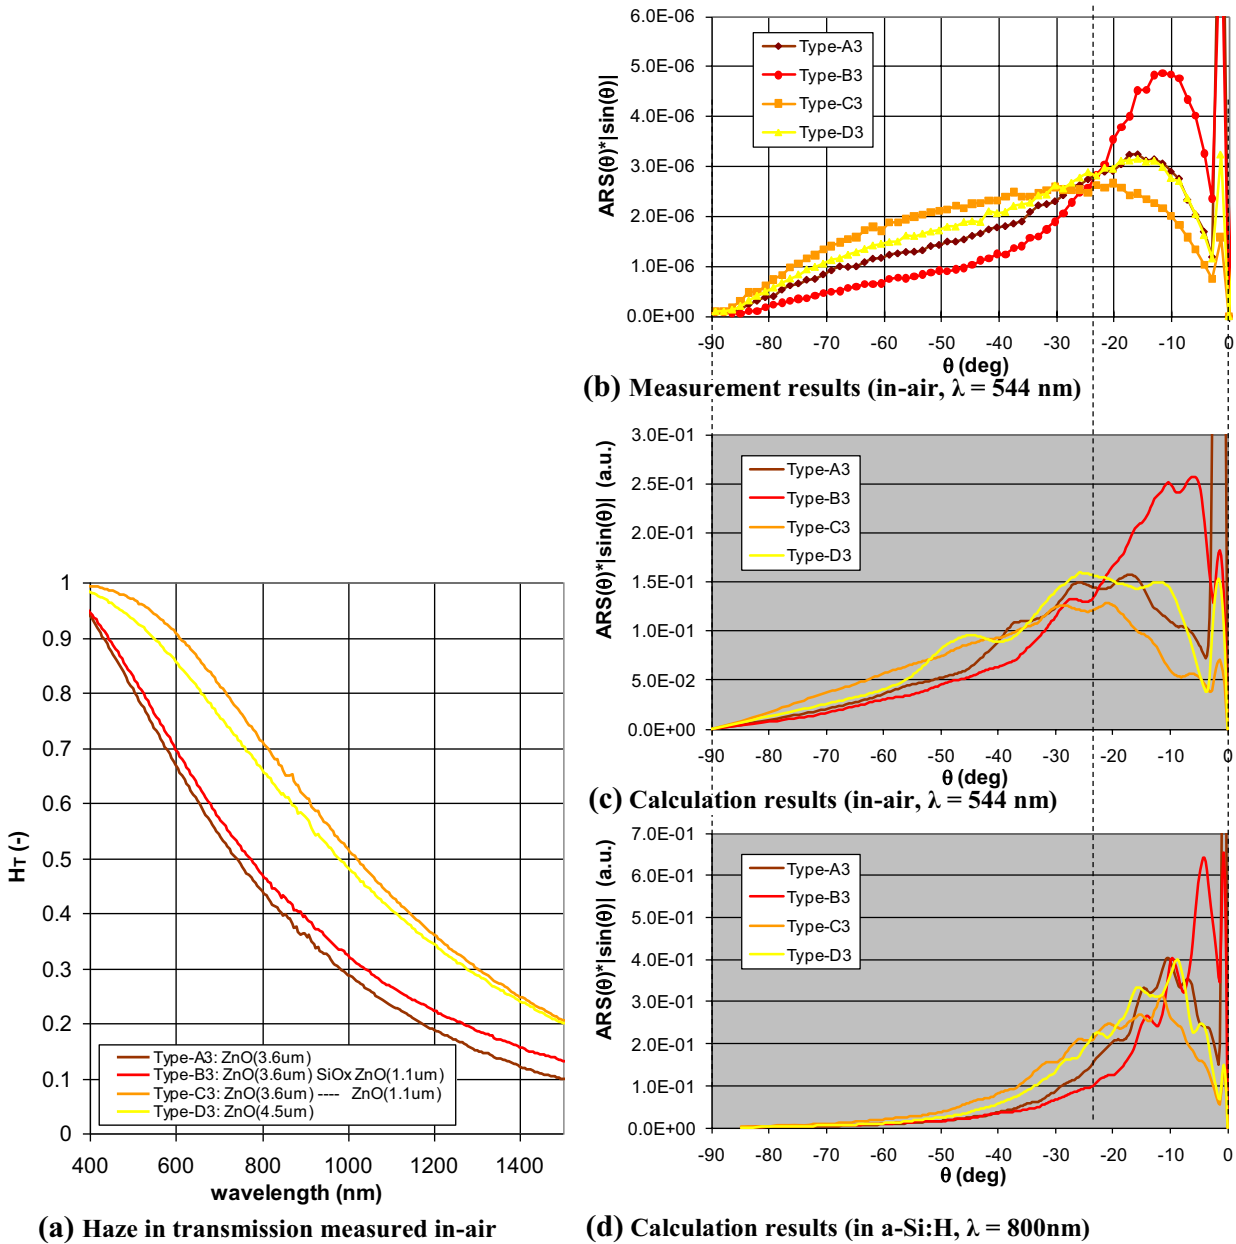 6.0E-06
5.0E-06
4.0E-06
3.0E-06
2.0E-06
1.0E-06
0.0E+00
ARS(θ)*|sin(θ)|
Type-A3
Type-B3
Type-C3
Type-D3
-90 -80 -70 -60 -50 -40 -30 -20 -10 0
θ (deg)
(b) Measurement results (in-air, λ = 544 nm)
3.0E-01
2.5E-01
2.0E-01
1.5E-01
1.0E-01
5.0E-02
0.0E+00
ARS(θ)*|sin(θ)| (a.u.)
Type-A3
Type-B3
Type-C3
Type-D3
-90 -80 -70 -60 -50 -40 -30 -20 -10 0
θ (deg)
(c) Calculation results (in-air, λ = 544 nm)
1
0.9
0.8
0.7
0.6
0.5
0.4
0.3
0.2
0.1
0
HT (-)
Type-A3: ZnO(3.6um)
Type-B3: ZnO(3.6um) SiOx ZnO(1.1um)
Type-C3: ZnO(3.6um) ---- ZnO(1.1um)
Type-D3: ZnO(4.5um)
400 600 800 1000 1200 1400
wavelength (nm)
(a) Haze in transmission measured in-air
7.0E-01
6.0E-01
5.0E-01
4.0E-01
3.0E-01
2.0E-01
1.0E-01
0.0E+00
ARS(θ)*|sin(θ)| (a.u.)
Type-A3
Type-B3
Type-C3
Type-D3
-90 -80 -70 -60 -50 -40 -30 -20 -10 0
θ (deg)
(d) Calculation results (in a-Si:H, λ = 800nm)